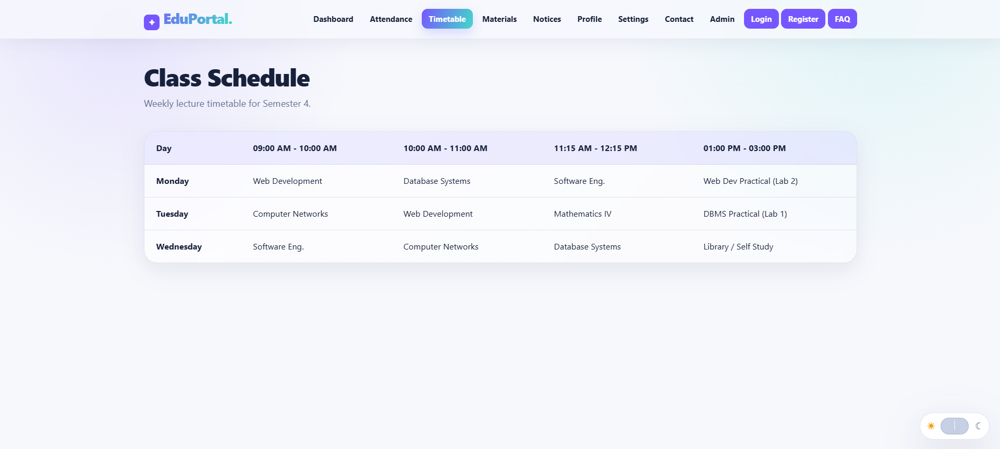 EduPortal. Dashboard Attendance Timetable Materials Notices Profile Settings Contact Admin Login Register FAQ
Class Schedule
Weekly lecture timetable for Semester 4.
Day 09:00 AM - 10:00 AM 10:00 AM - 11:00 AM 11:15 AM - 12:15 PM 01:00 PM - 03:00 PM
Monday Web Development Database Systems Software Eng. Web Dev Practical (Lab 2)
Tuesday Computer Networks Web Development Mathematics IV DBMS Practical (Lab 1)
Wednesday Software Eng. Computer Networks Database Systems Library / Self Study